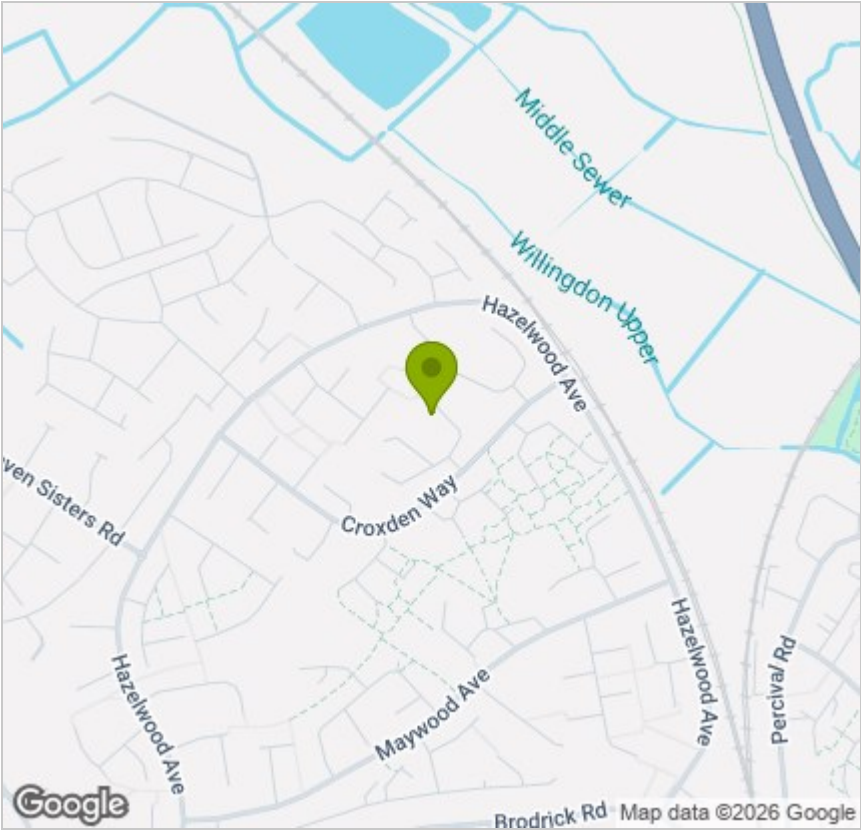 Middle Sewer
Willingdon Upper
Hazelwood Ave
Croxden Way
ven Sisters Rd
Hazelwood Ave
Hazelwood Ave
Percival Rd
Maywood Ave
Brodrick Rd
Google
Map data ©2026 Google